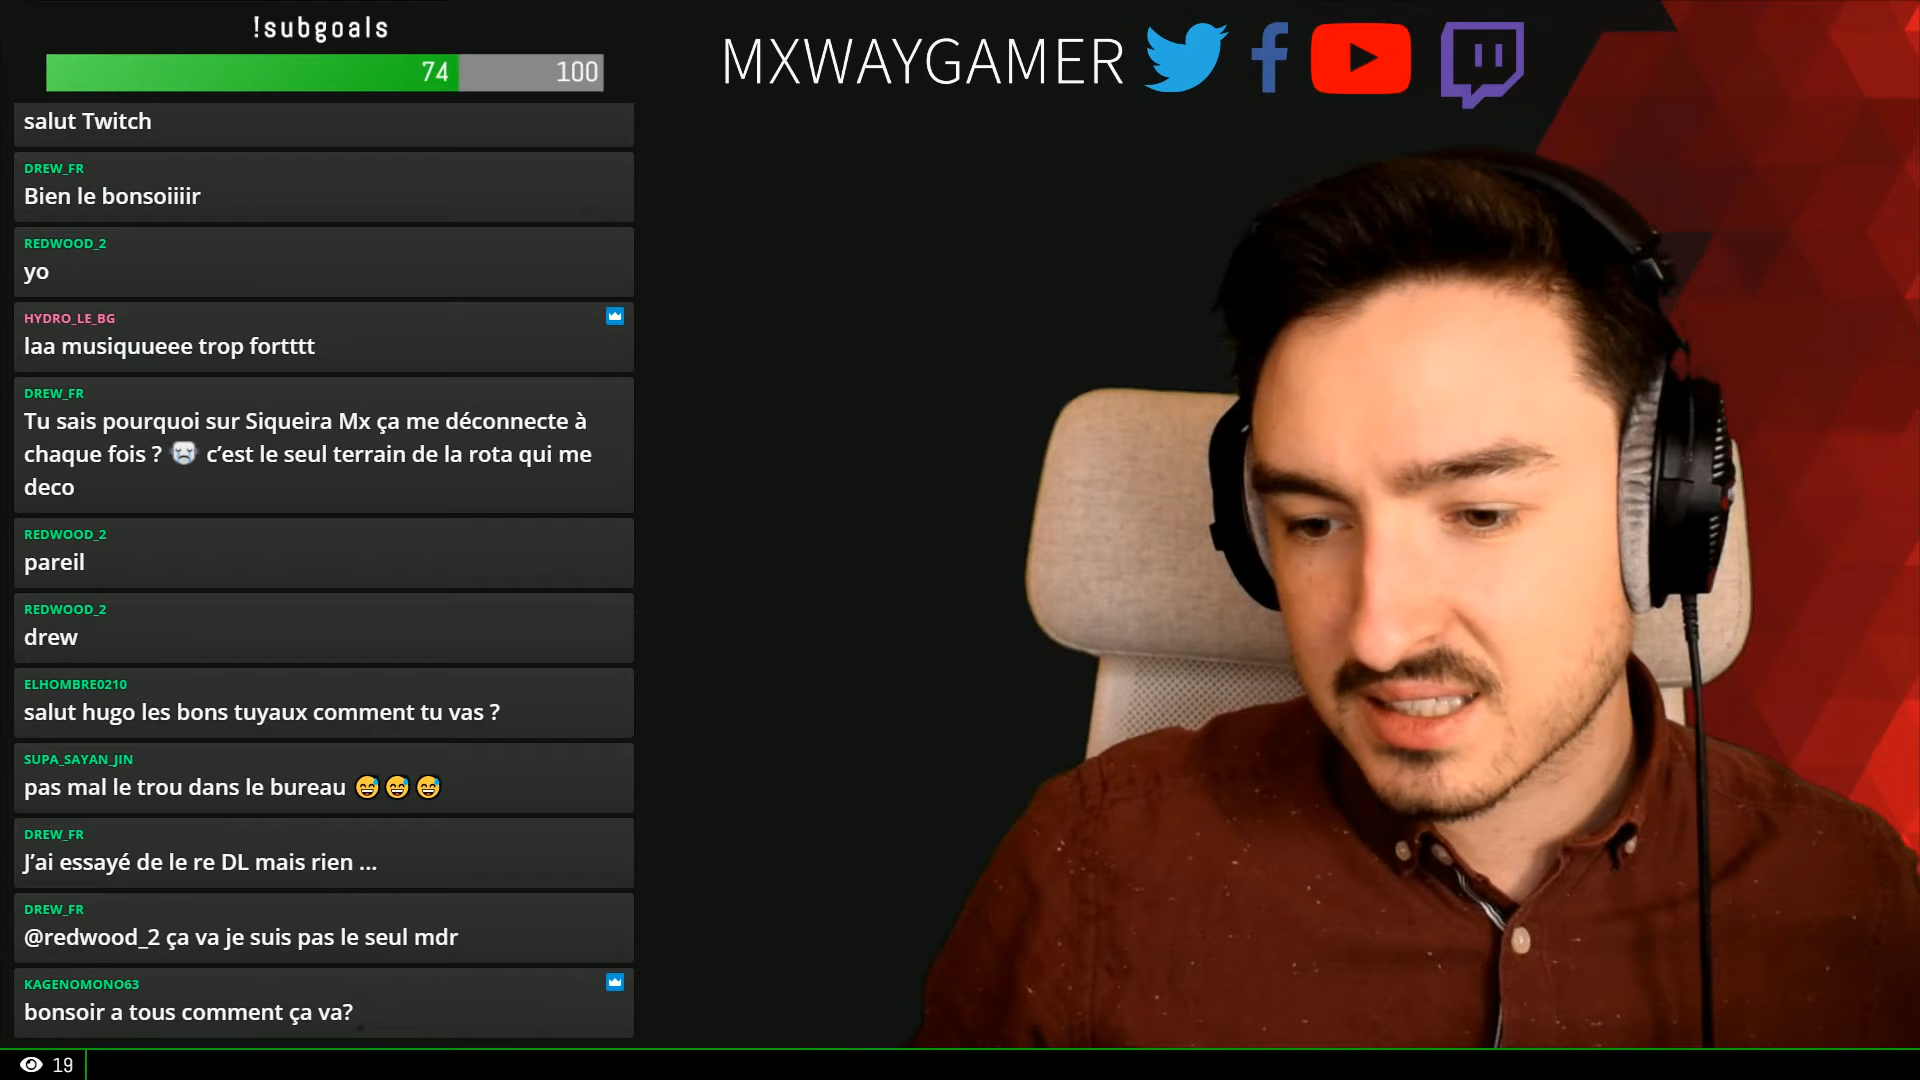 !subgoals
74 100
MXWAYGAMER
salut Twitch
DREW_FR
Bien le bonsoiiiir
REDWOOD_2
yo
HYDRO_LE_BG
laa musiquueee trop fortttt
DREW_FR
Tu sais pourquoi sur Siqueira Mx ça me déconnecte à
chaque fois ? 😢 c’est le seul terrain de la rota qui me
deco
REDWOOD_2
pareil
REDWOOD_2
drew
ELHOMBRE0210
salut hugo les bons tuyaux comment tu vas ?
SUPA_SAYAN_JIN
pas mal le trou dans le bureau 😅😅😅
DREW_FR
J’ai essayé de le re DL mais rien ...
DREW_FR
@redwood_2 ça va je suis pas le seul mdr
KAGENOMONO63
bonsoir a tous comment ça va?
19